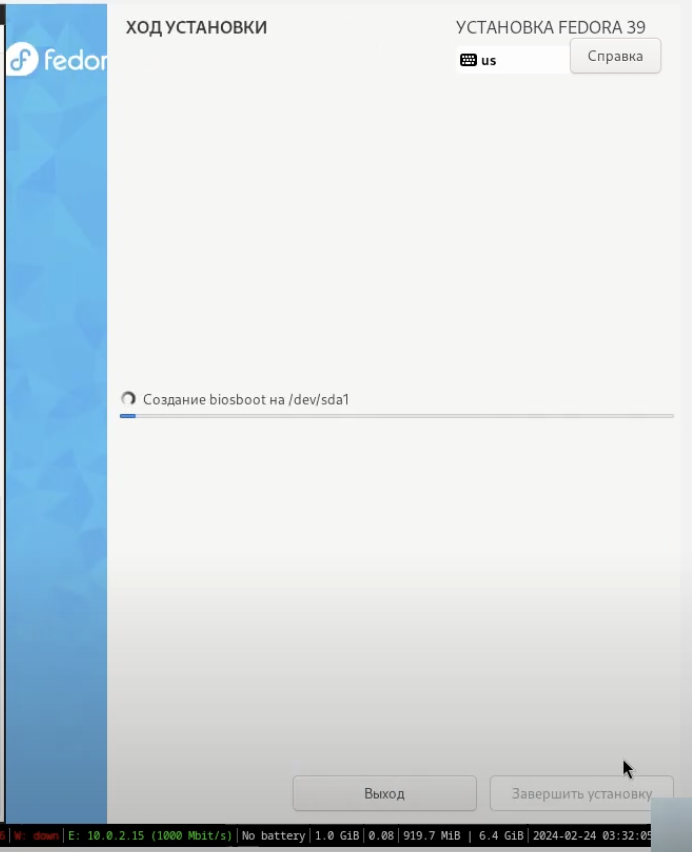 ХОД УСТАНОВКИ
УСТАНОВКА FEDORA 39
fedor
us
Справка
Создание biosboot на /dev/sda1
Выход
Завершить установку
6 | W: down | E: 10.0.2.15 (1000 Mbit/s) | No battery | 1.0 GiB | 0.08 | 919.7 MiB | 6.4 GiB | 2024-02-24 03:32:05